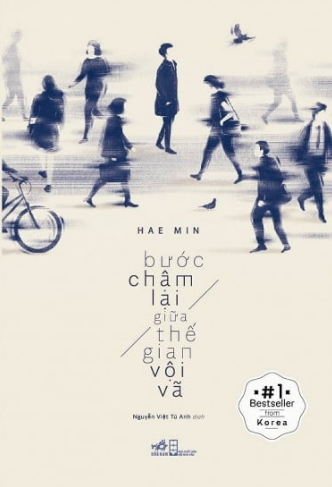 HAE MIN
bước
chậm
lại
giữa
thế
gian
vội
vã
Nguyễn Việt Tú Anh dịch
#1
Bestseller
from
Korea